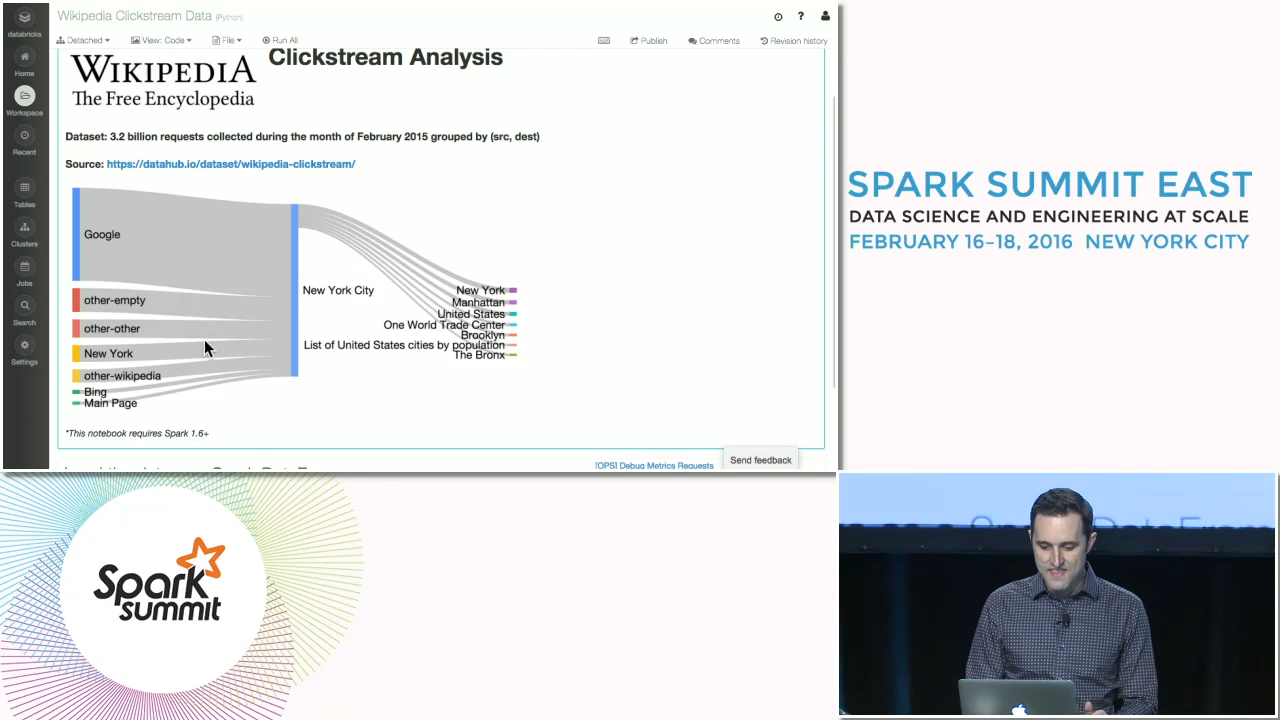 Wikipedia Clickstream Data (Python)
databricks
Home
Workspace
Recent
Tables
Clusters
Jobs
Search
Settings
?
Detached
View: Code
File
Run All
Publish
Comments
Revision history
WIKIPEDIA
The Free Encyclopedia
Clickstream Analysis
Dataset: 3.2 billion requests collected during the month of February 2015 grouped by (src, dest)
Source: https://datahub.io/dataset/wikipedia-clickstream/
Google
other-empty
other-other
New York
other-wikipedia
Bing
Main Page
New York City
New York
Manhattan
United States
One World Trade Center
Brooklyn
List of United States cities by population
The Bronx
*This notebook requires Spark 1.6+
[OPS] Debug Metrics Requests
Send feedback
SPARK SUMMIT EAST
DATA SCIENCE AND ENGINEERING AT SCALE
FEBRUARY 16–18, 2016 NEW YORK CITY
Spark
summit